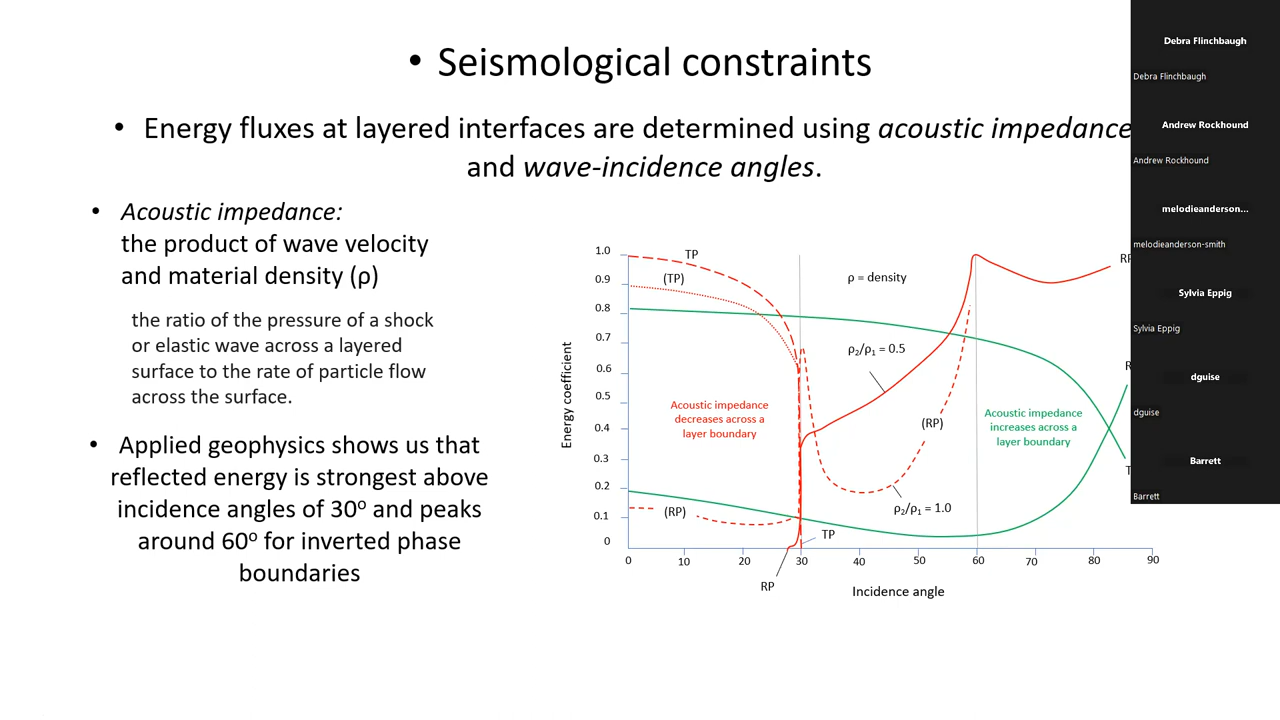 • Seismological constraints
• Energy fluxes at layered interfaces are determined using acoustic impedance
and wave-incidence angles.
• Acoustic impedance:
the product of wave velocity
and material density (ρ)
the ratio of the pressure of a shock
or elastic wave across a layered
surface to the rate of particle flow
across the surface.
• Applied geophysics shows us that
reflected energy is strongest above
incidence angles of 30º and peaks
around 60º for inverted phase
boundaries
Energy coefficient
1.0
0.9
0.8
0.7
0.6
0.5
0.4
0.3
0.2
0.1
0
TP
(TP)
ρ = density
ρ₂/ρ₁ = 0.5
Acoustic impedance
decreases across a
layer boundary
(RP)
Acoustic impedance
increases across a
layer boundary
(RP)
ρ₂/ρ₁ = 1.0
TP
RP
0 10 20 30 40 50 60 70 80 90
Incidence angle
Debra Flinchbaugh
Debra Flinchbaugh
Andrew Rockhound
Andrew Rockhound
melodieanderson...
melodieanderson-smith
Sylvia Eppig
Sylvia Eppig
dguise
dguise
Barrett
Barrett